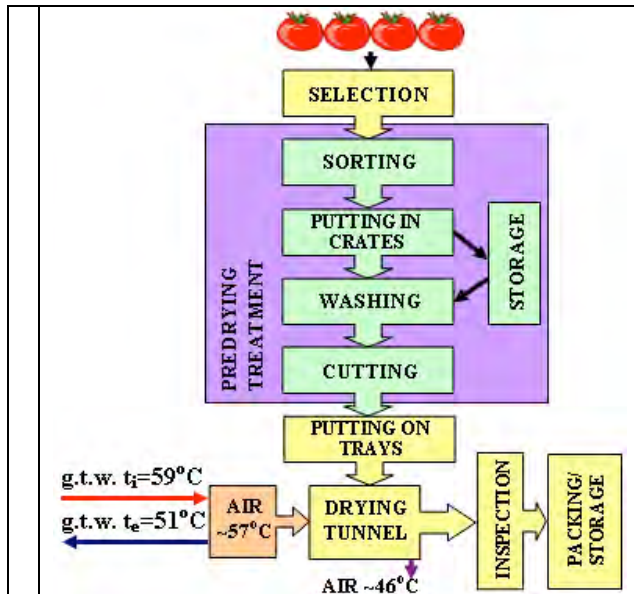 SELECTION
SORTING
PUTTING IN
CRATES
STORAGE
WASHING
CUTTING
PREDRYING
TREATMENT
PUTTING ON
TRAYS
g.t.w. tᵢ=59°C
g.t.w. tₑ=51°C
AIR
~57°C
DRYING
TUNNEL
AIR ~46°C
INSPECTION
PACKING/
STORAGE